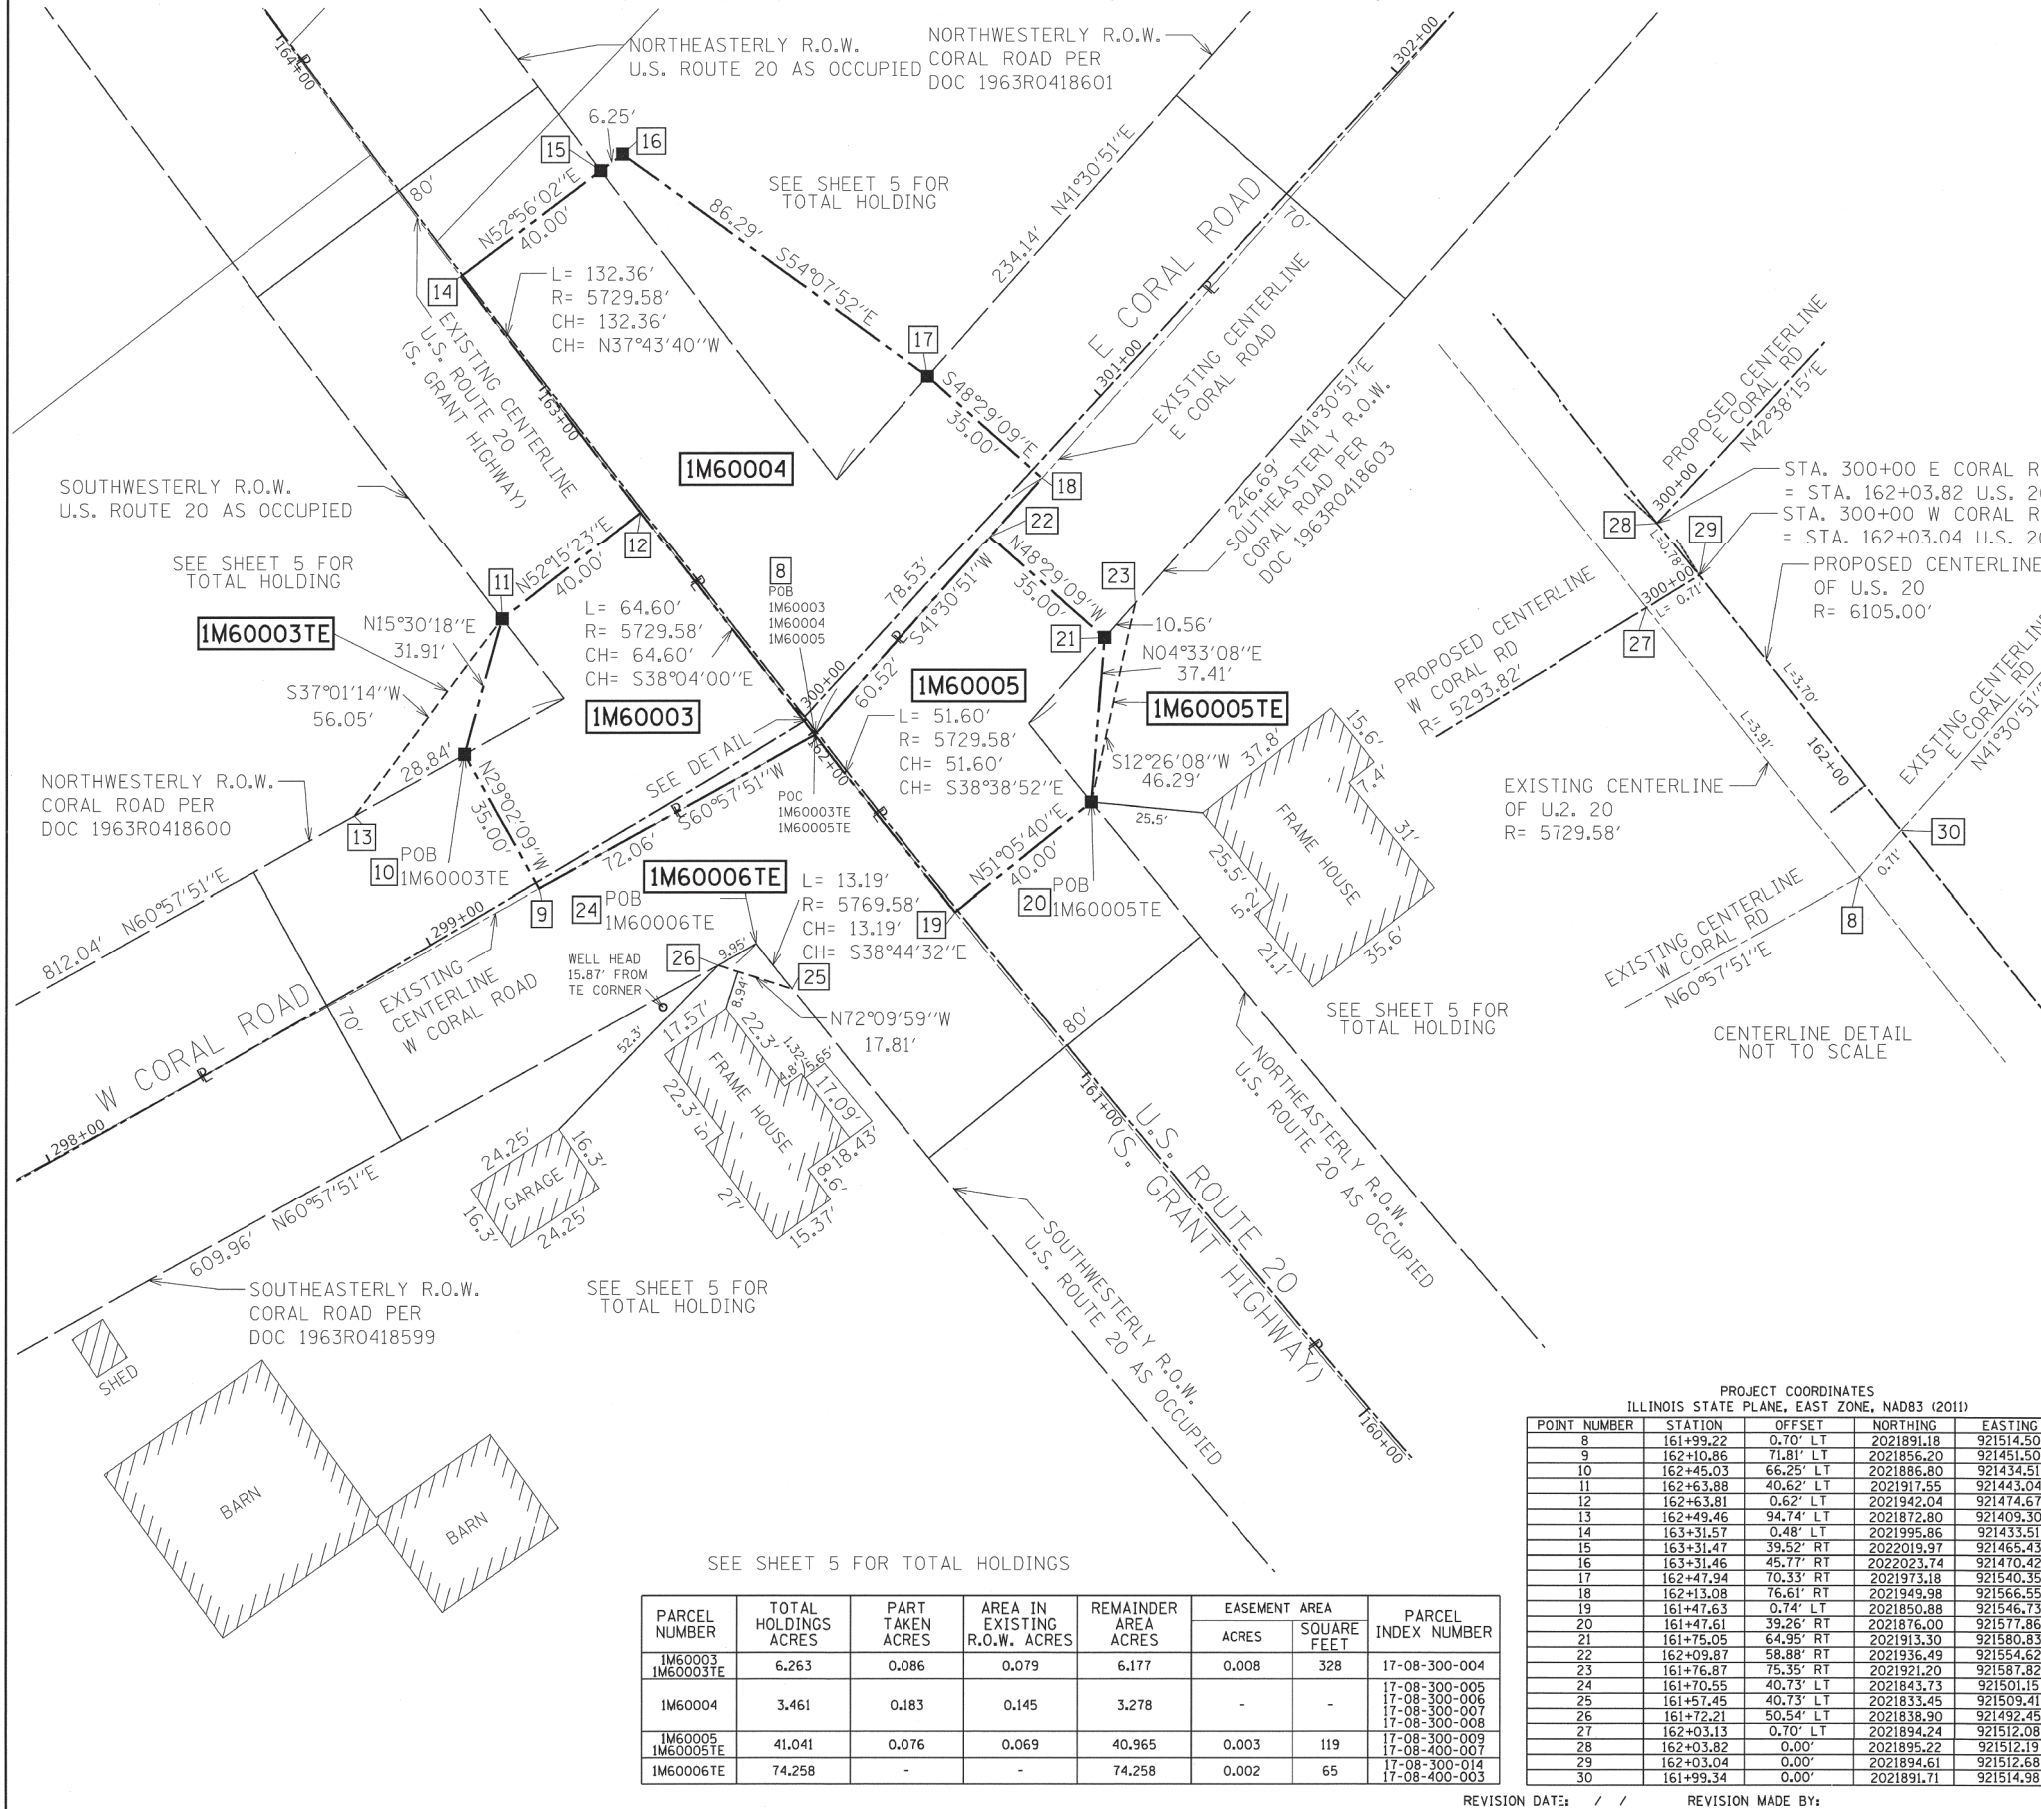 NORTHEASTERLY R.O.W.
U.S. ROUTE 20 AS OCCUPIED
NORTHWESTERLY R.O.W.
CORAL ROAD PER
DOC 1963R0418601
164+00
302+00
6.25'
15
16
80'
N52°56'02"E
40.00'
SEE SHEET 5 FOR
TOTAL HOLDING
86.29'
S54°07'52"E
234.14'
N41°30'51"E
E CORAL ROAD
70'
14
L= 132.36'
R= 5729.58'
CH= 132.36'
CH= N37°43'40"W
EXISTING CENTERLINE
U.S. ROUTE 20
(S. GRANT HIGHWAY)
163+00
17
S48°29'09"E
35.00'
301+00
EXISTING CENTERLINE
E CORAL ROAD
1M60004
18
22
246.69'
N41°30'51"E
SOUTHEASTERLY R.O.W.
CORAL ROAD PER
DOC 1963R0418603
SOUTHWESTERLY R.O.W.
U.S. ROUTE 20 AS OCCUPIED
SEE SHEET 5 FOR
TOTAL HOLDING
12
N52°15'23"E
40.00'
11
8
POB
1M60003
1M60004
1M60005
78.53'
S41°30'51"W
60.52'
N48°29'09"W
35.00'
23
21
10.56'
N04°33'08"E
37.41'
1M60003TE
N15°30'18"E
31.91'
S37°01'14"W
56.05'
L= 64.60'
R= 5729.58'
CH= 64.60'
CH= S38°04'00"E
1M60003
300+00
1M60005
1M60005TE
L= 51.60'
R= 5729.58'
CH= 51.60'
CH= S38°38'52"E
S12°26'08"W
46.29'
NORTHWESTERLY R.O.W.
CORAL ROAD PER
DOC 1963R0418600
28.84'
N29°02'09"W
35.00'
SEE DETAIL
S60°57'51"W
72.06'
162+00
POC
1M60003TE
1M60005TE
13
10
POB
1M60003TE
9
N51°05'40"E
40.00'
19
20
POB
1M60005TE
25.5'
37.8'
15.6'
7.4'
31'
FRAME HOUSE
25.5'
5.2'
21.1'
35.6'
812.04'
N60°57'51"E
299+00
EXISTING
CENTERLINE
W CORAL ROAD
W CORAL ROAD
70'
298+00
24
POB
1M60006TE
1M60006TE
L= 13.19'
R= 5769.58'
CH= 13.19'
CH= S38°44'32"E
WELL HEAD
15.87' FROM
TE CORNER
26
9.95'
25
8.94'
N72°09'59"W
17.81'
52.3'
17.57'
22.3'
1.32'
4.8'
5.65'
17.09'
FRAME HOUSE
22.3'
5'
27'
15.37'
8.6'
8'
18.43'
24.25'
16.3'
GARAGE
16.3'
24.25'
SEE SHEET 5 FOR
TOTAL HOLDING
80'
161+00
U.S. ROUTE 20
(S. GRANT HIGHWAY)
160+00
NORTHEASTERLY R.O.W.
U.S. ROUTE 20 AS OCCUPIED
SOUTHWESTERLY R.O.W.
U.S. ROUTE 20 AS OCCUPIED
609.96'
N60°57'51"E
SOUTHEASTERLY R.O.W.
CORAL ROAD PER
DOC 1963R0418599
SEE SHEET 5 FOR
TOTAL HOLDING
SHED
BARN
BARN
PROPOSED CENTERLINE
E CORAL RD
N42°38'15"E
300+00
STA. 300+00 E CORAL R
= STA. 162+03.82 U.S. 2
STA. 300+00 W CORAL R
= STA. 162+03.04 U.S. 2
28
29
L=0.78'
300+00
L= 0.71'
27
PROPOSED CENTERLINE
OF U.S. 20
R= 6105.00'
PROPOSED CENTERLINE
W CORAL RD
R= 5293.82'
L=3.70'
L=3.91'
162+00
EXISTING CENTERLINE
E CORAL RD
N41°30'51"
EXISTING CENTERLINE
OF U.2. 20
R= 5729.58'
30
0.71'
8
EXISTING CENTERLINE
W CORAL RD
N60°57'51"E
CENTERLINE DETAIL
NOT TO SCALE
SEE SHEET 5 FOR TOTAL HOLDINGS
PARCEL NUMBER TOTAL HOLDINGS ACRES PART TAKEN ACRES AREA IN EXISTING R.O.W. ACRES REMAINDER AREA ACRES EASEMENT AREA ACRES SQUARE FEET PARCEL INDEX NUMBER
1M60003 1M60003TE 6.263 0.086 0.079 6.177 0.008 328 17-08-300-004
1M60004 3.461 0.183 0.145 3.278 - - 17-08-300-005 17-08-300-006 17-08-300-007 17-08-300-008
1M60005 1M60005TE 41.041 0.076 0.069 40.965 0.003 119 17-08-300-009 17-08-400-007
1M60006TE 74.258 - - 74.258 0.002 65 17-08-300-014 17-08-400-003
PROJECT COORDINATES
ILLINOIS STATE PLANE, EAST ZONE, NAD83 (2011)
POINT NUMBER STATION OFFSET NORTHING EASTING
8 161+99.22 0.70' LT 2021891.18 921514.50
9 162+10.86 71.81' LT 2021856.20 921451.50
10 162+45.03 66.25' LT 2021886.80 921434.51
11 162+63.88 40.62' LT 2021917.55 921443.04
12 162+63.81 0.62' LT 2021942.04 921474.67
13 162+49.46 94.74' LT 2021872.80 921409.30
14 163+31.57 0.48' LT 2021995.86 921433.51
15 163+31.47 39.52' RT 2022019.97 921465.43
16 163+31.46 45.77' RT 2022023.74 921470.42
17 162+47.94 70.33' RT 2021973.18 921540.35
18 162+13.08 76.61' RT 2021949.98 921566.55
19 161+47.63 0.74' LT 2021850.88 921546.73
20 161+47.61 39.26' RT 2021876.00 921577.86
21 161+75.05 64.95' RT 2021913.30 921580.83
22 162+09.87 58.88' RT 2021936.49 921554.62
23 161+76.87 75.35' RT 2021921.20 921587.82
24 161+70.55 40.73' LT 2021843.73 921501.15
25 161+57.45 40.73' LT 2021833.45 921509.41
26 161+72.21 50.54' LT 2021838.90 921492.45
27 162+03.13 0.70' LT 2021894.24 921512.08
28 162+03.82 0.00' 2021895.22 921512.19
29 162+03.04 0.00' 2021894.61 921512.68
30 161+99.34 0.00' 2021891.71 921514.98
REVISION DATE: / / REVISION MADE BY: